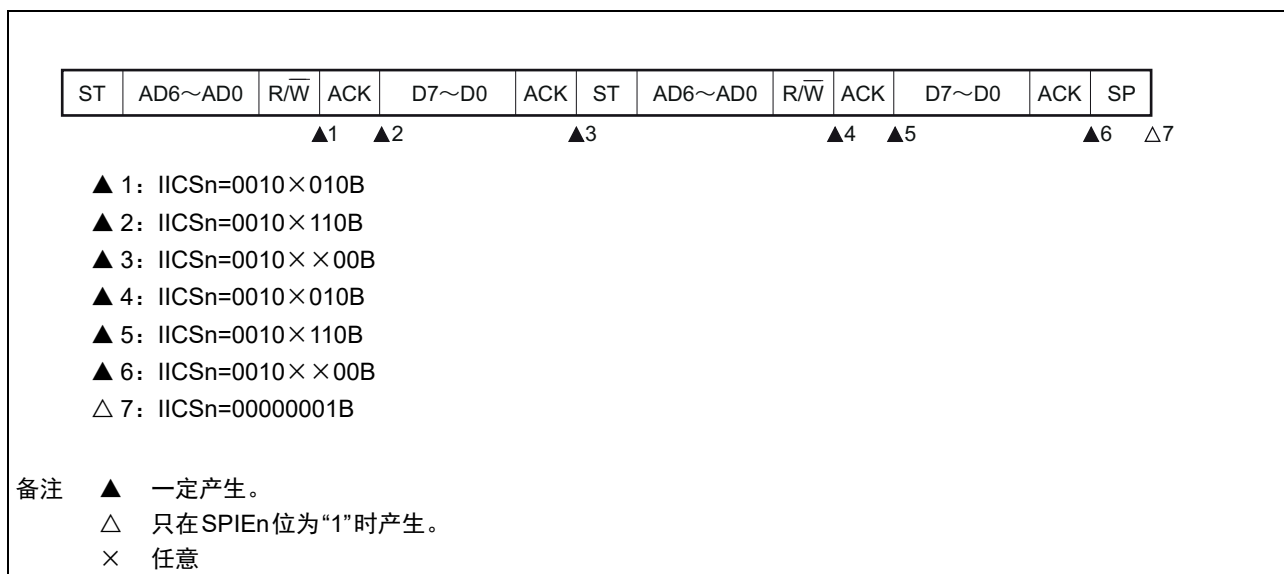 ST AD6～AD0 R/W̅ ACK D7～D0 ACK ST AD6～AD0 R/W̅ ACK D7～D0 ACK SP
▲1 ▲2 ▲3 ▲4 ▲5 ▲6 △7
▲ 1：IICSn=0010×010B
▲ 2：IICSn=0010×110B
▲ 3：IICSn=0010××00B
▲ 4：IICSn=0010×010B
▲ 5：IICSn=0010×110B
▲ 6：IICSn=0010××00B
△ 7：IICSn=00000001B
备注 ▲ 一定产生。
△ 只在SPIEn位为“1”时产生。
× 任意